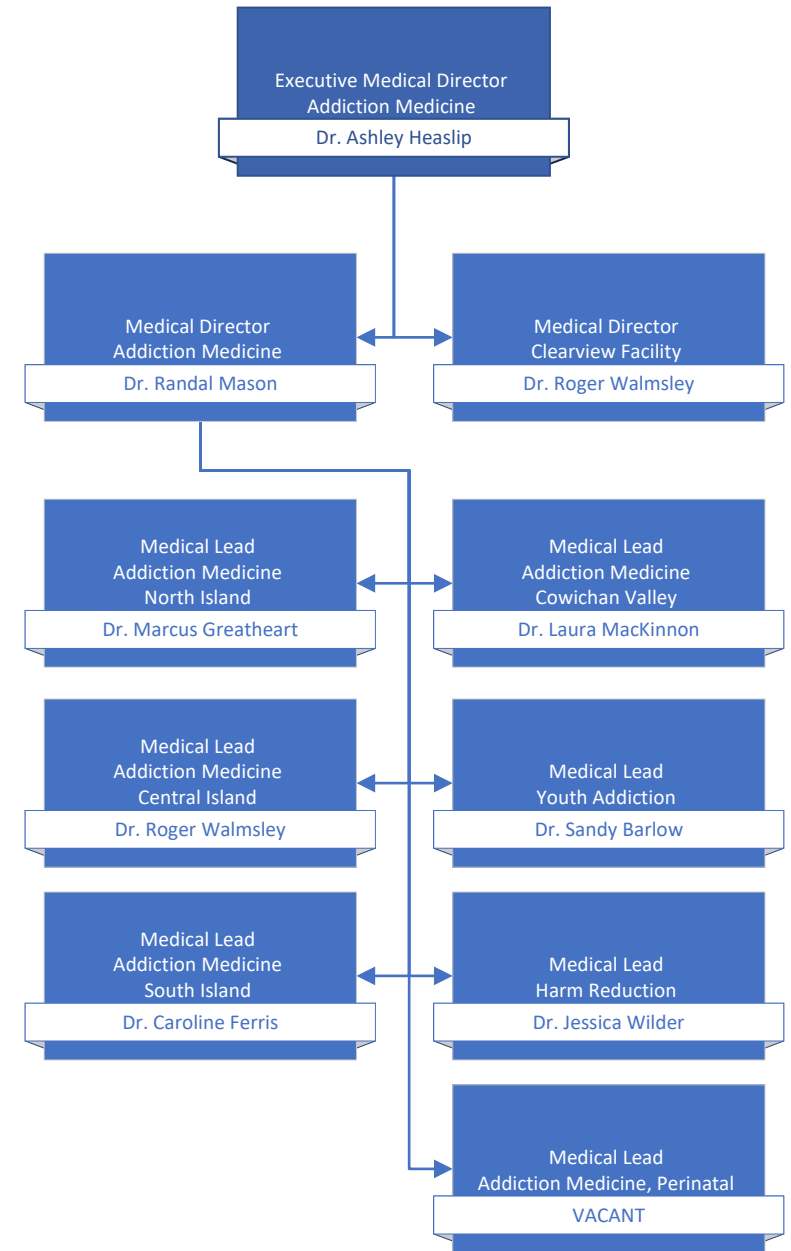 Executive Medical Director
Addiction Medicine
Dr. Ashley Heaslip
Medical Director
Addiction Medicine
Dr. Randal Mason
Medical Director
Clearview Facility
Dr. Roger Walmsley
Medical Lead
Addiction Medicine
North Island
Dr. Marcus Greatheart
Medical Lead
Addiction Medicine
Cowichan Valley
Dr. Laura MacKinnon
Medical Lead
Addiction Medicine
Central Island
Dr. Roger Walmsley
Medical Lead
Youth Addiction
Dr. Sandy Barlow
Medical Lead
Addiction Medicine
South Island
Dr. Caroline Ferris
Medical Lead
Harm Reduction
Dr. Jessica Wilder
Medical Lead
Addiction Medicine, Perinatal
VACANT